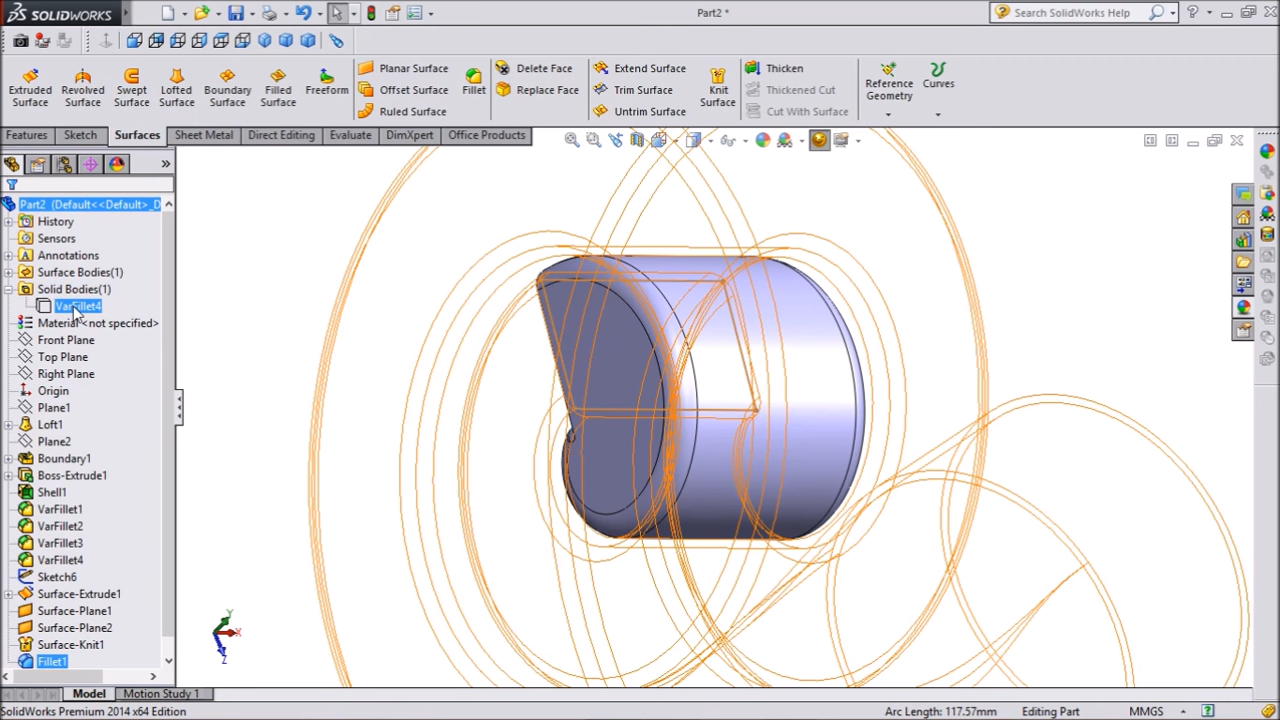 SOLIDWORKS
Part2 *
Search SolidWorks Help
Extruded Surface
Revolved Surface
Swept Surface
Lofted Surface
Boundary Surface
Filled Surface
Freeform
Planar Surface
Offset Surface
Ruled Surface
Fillet
Delete Face
Replace Face
Extend Surface
Trim Surface
Untrim Surface
Knit Surface
Thicken
Thickened Cut
Cut With Surface
Reference Geometry
Curves
Features Sketch Surfaces Sheet Metal Direct Editing Evaluate DimXpert Office Products
Part2 (Default<<Default>_D
History
Sensors
Annotations
Surface Bodies(1)
Solid Bodies(1)
VarFillet4
Material <not specified>
Front Plane
Top Plane
Right Plane
Origin
Plane1
Loft1
Plane2
Boundary1
Boss-Extrude1
Shell1
VarFillet1
VarFillet2
VarFillet3
VarFillet4
Sketch6
Surface-Extrude1
Surface-Plane1
Surface-Plane2
Surface-Knit1
Fillet1
Y
X
Z
Model Motion Study 1
SolidWorks Premium 2014 x64 Edition
Arc Length: 117.57mm Editing Part MMGS